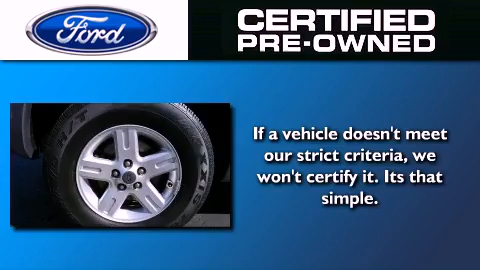 Ford
CERTIFIED
PRE-OWNED
If a vehicle doesn't meet
our strict criteria, we
won't certify it. Its that
simple.